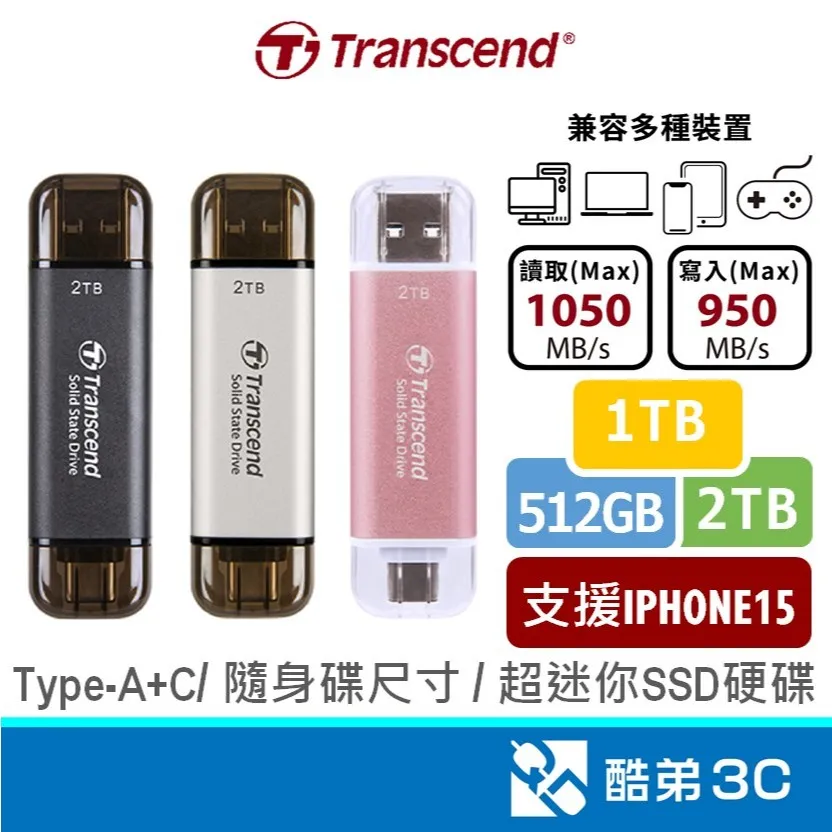 Transcend®
兼容多種裝置
讀取(Max)
1050
MB/s
寫入(Max)
950
MB/s
2TB
Transcend
Solid State Drive
2TB
Transcend
Solid State Drive
2TB
Transcend
Solid State Drive
1TB
512GB
2TB
支援IPHONE15
Type-A+C/ 隨身碟尺寸 / 超迷你SSD硬碟
酷弟3C